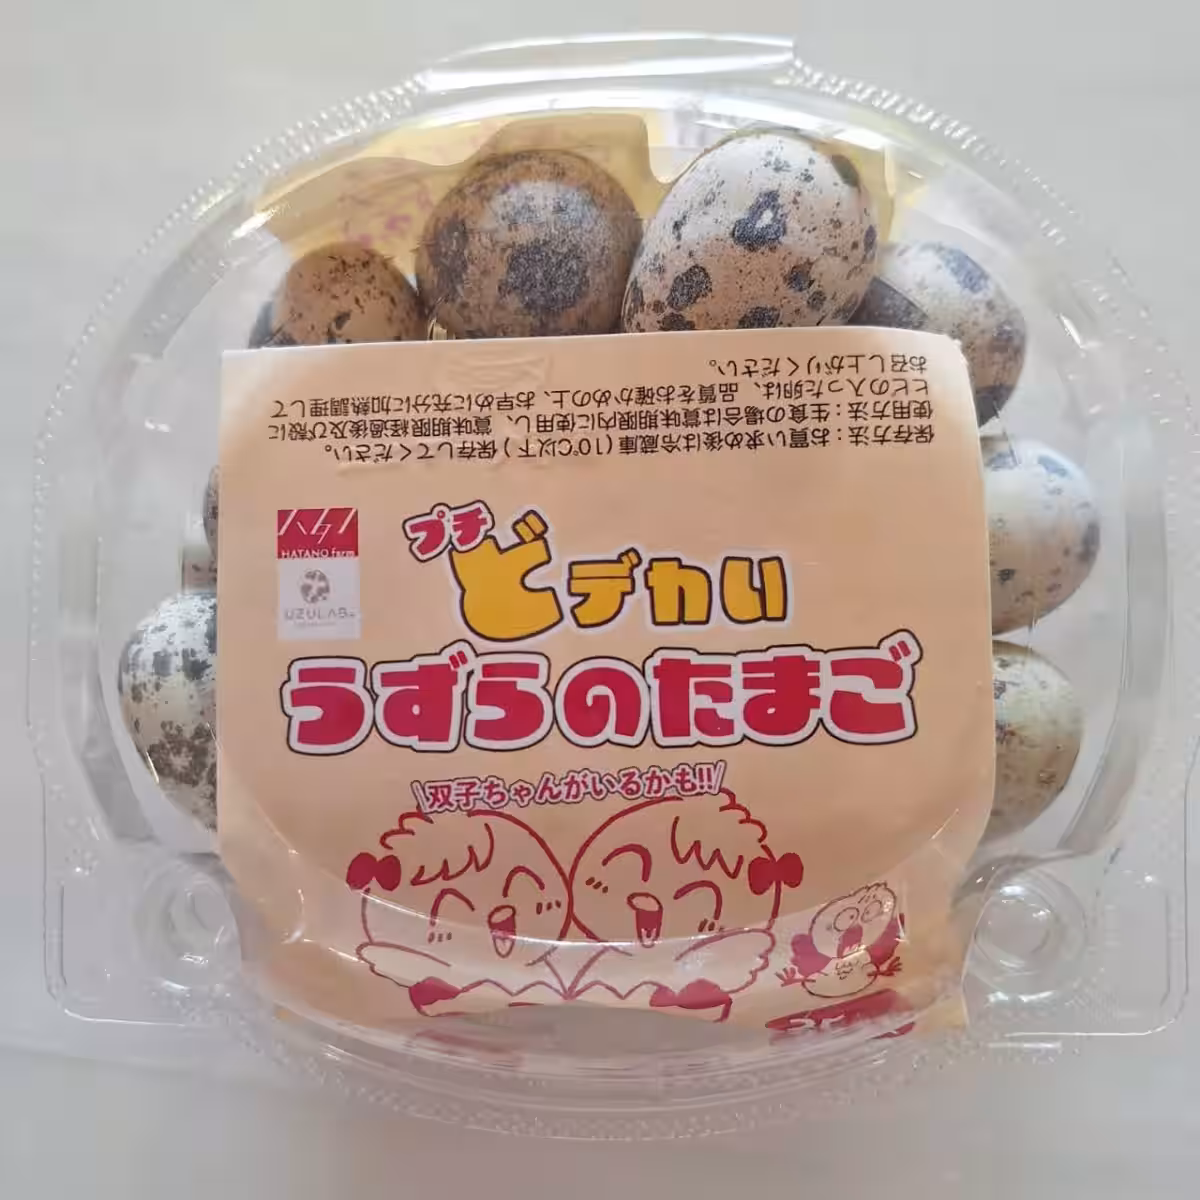 保存方法：お買い求め後は冷蔵庫（10℃以下）保存してください。
使用方法：生食の場合は賞味期限内に使用し、賞味期限経過後及び殻に
ヒビの入った卵は、品質をお確かめの上、お早めに充分に加熱調理して
お召し上がりください。
ハタノ
HATANO farm
UZULABo
プチ
どデカい
うずらのたまご
双子ちゃんがいるかも!!